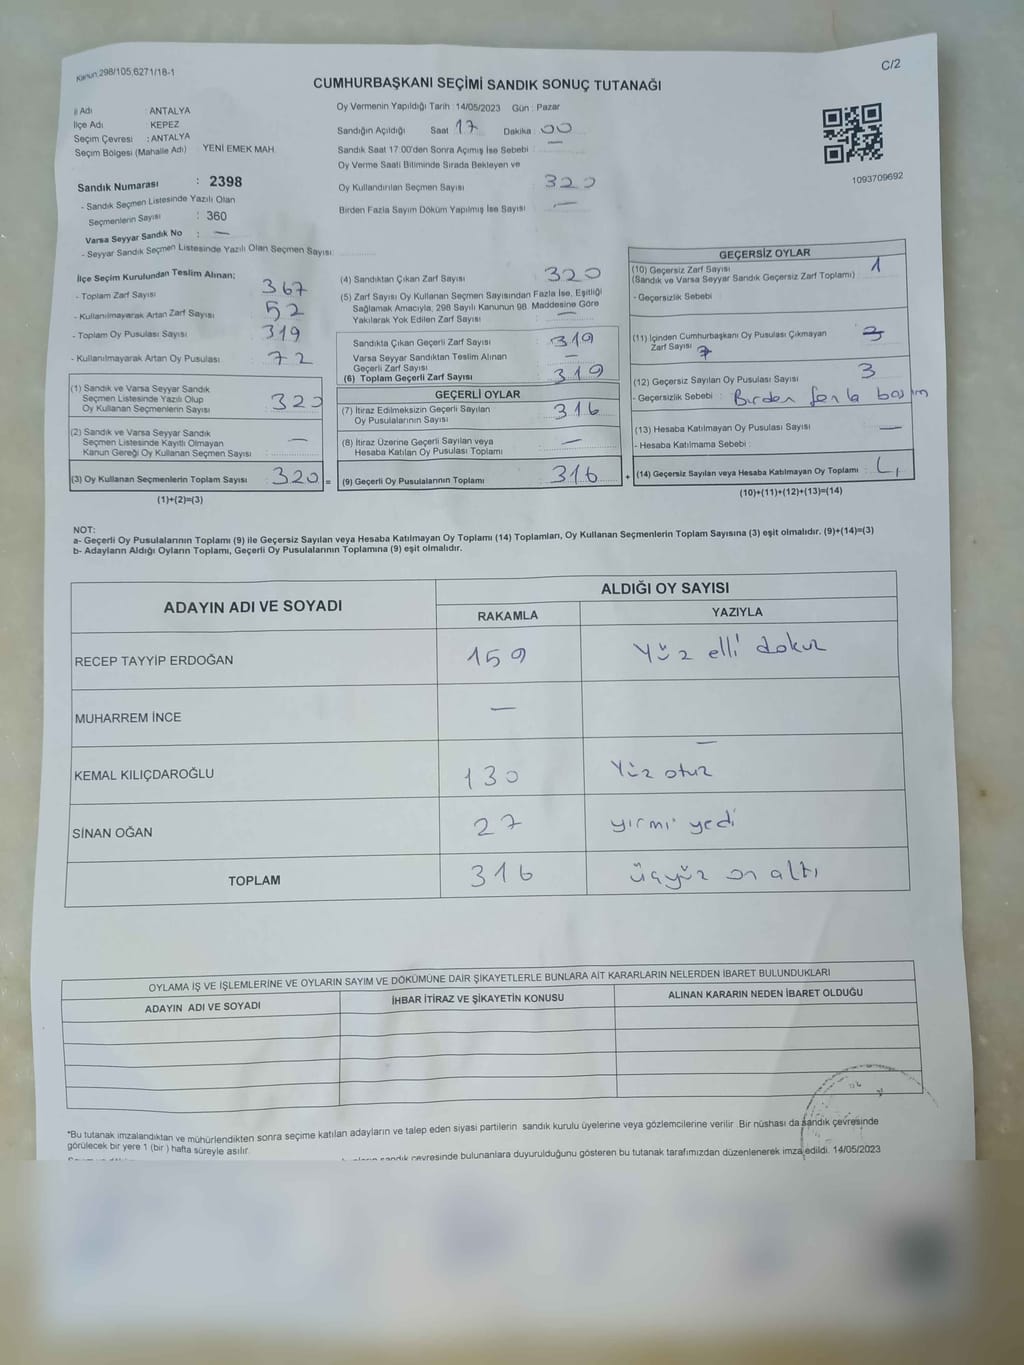 Kanun:298/105,6271/18-1
C/2
CUMHURBAŞKANI SEÇİMİ SANDIK SONUÇ TUTANAĞI
İl Adı : ANTALYA
İlçe Adı KEPEZ
Seçim Çevresi : ANTALYA
Seçim Bölgesi (Mahalle Adı) YENİ EMEK MAH.
Sandık Numarası : 2398
- Sandık Seçmen Listesinde Yazılı Olan
Seçmenlerin Sayısı : 360
Varsa Seyyar Sandık No : —
- Seyyar Sandık Seçmen Listesinde Yazılı Olan Seçmen Sayısı:
Oy Vermenin Yapıldığı Tarih :14/05/2023 Gün : Pazar
Sandığın Açıldığı Saat 17 Dakika : 00
Sandık Saat 17:00'den Sonra Açımış İse Sebebi : —
Oy Verme Saati Bitiminde Sırada Bekleyen ve
Oy Kullandırılan Seçmen Sayısı 320
Birden Fazla Sayım Döküm Yapılmış İse Sayısı —
1093709692
İlçe Seçim Kurulundan Teslim Alınan;
- Toplam Zarf Sayısı 367
- Kullanılmayarak Artan Zarf Sayısı 52
- Toplam Oy Pusulası Sayısı 319
- Kullanılmayarak Artan Oy Pusulası 72
(1) Sandık ve Varsa Seyyar Sandık
Seçmen Listesinde Yazılı Olup
Oy Kullanan Seçmenlerin Sayısı : 320
(2) Sandık ve Varsa Seyyar Sandık
Seçmen Listesinde Kayıtlı Olmayan
Kanun Gereği Oy Kullanan Seçmen Sayısı —
(3) Oy Kullanan Seçmenlerin Toplam Sayısı : 320 =
(1)+(2)=(3)
(4) Sandıktan Çıkan Zarf Sayısı 320
(5) Zarf Sayısı Oy Kullanan Seçmen Sayısından Fazla İse, Eşitliği
Sağlamak Amacıyla, 298 Sayılı Kanunun 98. Maddesine Göre
Yakılarak Yok Edilen Zarf Sayısı : —
Sandıkta Çıkan Geçerli Zarf Sayısı : 319
Varsa Seyyar Sandıktan Teslim Alınan
Geçerli Zarf Sayısı —
(6) Toplam Geçerli Zarf Sayısı : 319
GEÇERLİ OYLAR
(7) İtiraz Edilmeksizin Geçerli Sayılan
Oy Pusulasının Sayısı 316
(8) İtiraz Üzerine Geçerli Sayılan veya
Hesaba Katılan Oy Pusulası Toplamı —
(9) Geçerli Oy Pusulalarının Toplamı : 316 +
GEÇERSİZ OYLAR
(10) Geçersiz Zarf Sayısı
(Sandık ve Varsa Seyyar Sandık Geçersiz Zarf Toplamı) : 1
- Geçersizlik Sebebi :
(11) İçinden Cumhurbaşkanı Oy Pusulası Çıkmayan
Zarf Sayısı
(12) Geçersiz Sayılan Oy Pusulası Sayısı 3
- Geçersizlik Sebebi : Birden fazla basım
(13) Hesaba Katılmayan Oy Pusulası Sayısı —
- Hesaba Katılmama Sebebi :
(14) Geçersiz Sayılan veya Hesaba Katılmayan Oy Toplamı : 4
(10)+(11)+(12)+(13)=(14)
NOT:
a- Geçerli Oy Pusulalarının Toplamı (9) ile Geçersiz Sayılan veya Hesaba Katılmayan Oy Toplamı (14) Toplamları, Oy Kullanan Seçmenlerin Toplam Sayısına (3) eşit olmalıdır. (9)+(14)=(3)
b- Adayların Aldığı Oyların Toplamı, Geçerli Oy Pusulalarının Toplamına (9) eşit olmalıdır.
ADAYIN ADI VE SOYADI ALDIĞI OY SAYISI
RAKAMLA YAZIYLA
RECEP TAYYİP ERDOĞAN 159 Yüz elli dokuz
MUHARREM İNCE — —
KEMAL KILIÇDAROĞLU 130 Yüz otuz
SİNAN OĞAN 27 yirmi yedi
TOPLAM 316 üçyüz on altı
OYLAMA İŞ VE İŞLEMLERİNE VE OYLARIN SAYIM VE DÖKÜMÜNE DAİR ŞİKAYETLERLE BUNLARA AİT KARARLARIN NELERDEN İBARET BULUNDUKLARI
ADAYIN ADI VE SOYADI İHBAR İTİRAZ VE ŞİKAYETİN KONUSU ALINAN KARARIN NEDEN İBARET OLDUĞU
*Bu tutanak imzalandıktan ve mühürlendikten sonra seçime katılan adayların ve talep eden siyasi partilerin sandık kurulu üyelerine veya gözlemcilerine verilir. Bir nüshası da sandık çevresinde
görülecek bir yere 1 (bir) hafta süreyle asılır.
sandık çevresinde bulunanlara duyurulduğunu gösteren bu tutanak tarafımızdan düzenlenerek imza edildi. 14/05/2023